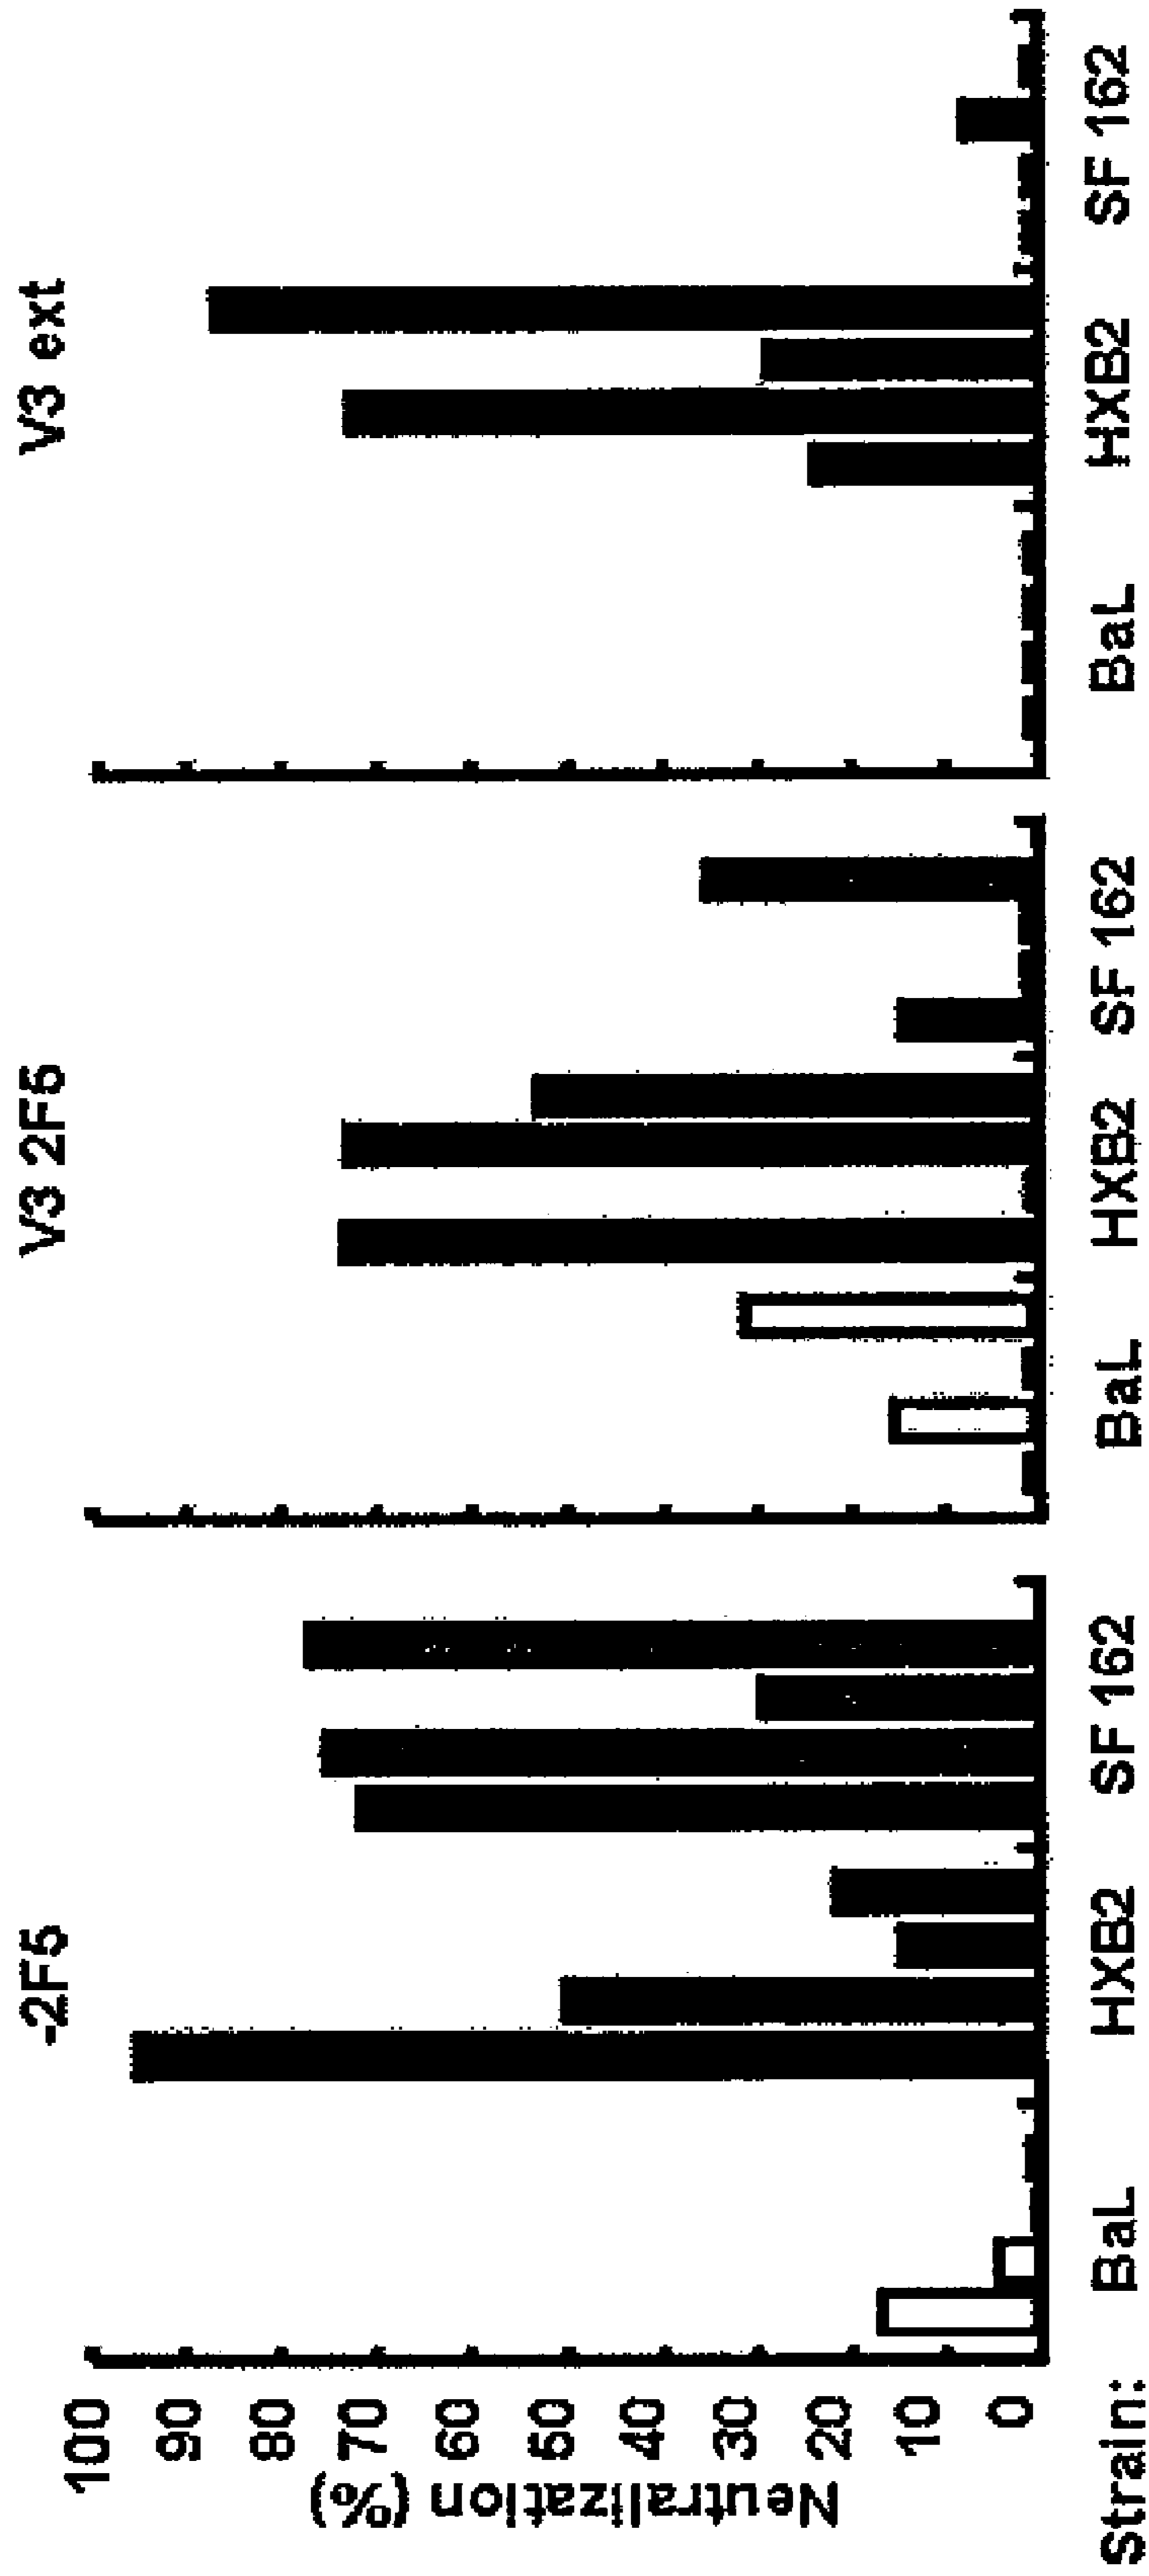 -2F5
V3 2F5
V3 ext
Neutralization (%)
100
90
80
70
60
50
40
30
20
10
0
strain: BaL HXB2 SF 162 BaL HXB2 SF 162 BaL HXB2 SF 162